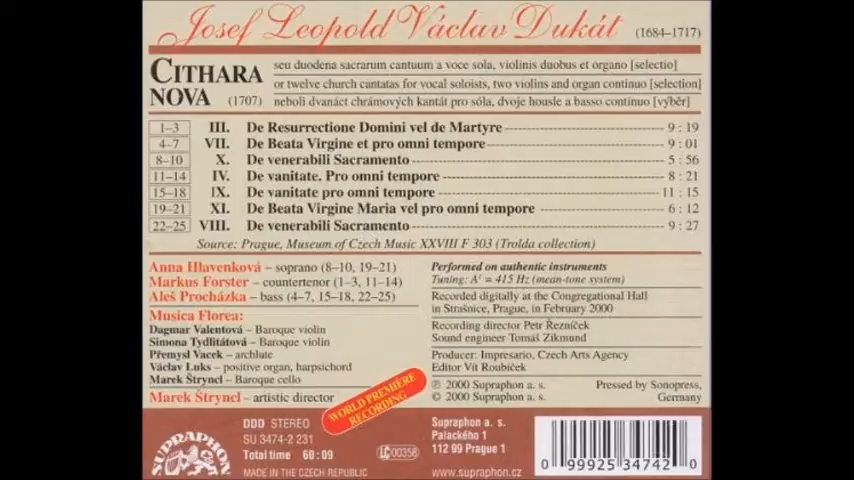 Josef Leopold Václav Dukát (1684–1717)
CITHARA NOVA (1707)
seu duodena sacrarum cantuum a voce sola, violinis duobus et organo [selectio]
or twelve church cantatas for vocal soloists, two violins and organ continuo [selection]
neboli dvanáct chrámových kantát pro sóla, dvoje housle a basso continuo [výběr]
1–3 III. De Resurrectione Domini vel de Martyre 9 : 19
4–7 VII. De Beata Virgine et pro omni tempore 9 : 01
8–10 X. De venerabili Sacramento 5 : 56
11–14 IV. De vanitate. Pro omni tempore 8 : 21
15–18 IX. De vanitate pro omni tempore 11 : 15
19–21 XI. De Beata Virgine Maria vel pro omni tempore 6 : 12
22–25 VIII. De venerabili Sacramento 9 : 27
Source: Prague, Museum of Czech Music XXVIII F 303 (Trolda collection)
Anna Hlavenková – soprano (8–10, 19–21)
Markus Forster – countertenor (1–3, 11–14)
Aleš Procházka – bass (4–7, 15–18, 22–25)
Musica Florea:
Dagmar Valentová – Baroque violin
Simona Tydlitátová – Baroque violin
Přemysl Vacek – archlute
Václav Luks – positive organ, harpsichord
Marek Štryncl – Baroque cello
Marek Štryncl – artistic director
Performed on authentic instruments
Tuning: A¹ = 415 Hz (mean-tone system)
Recorded digitally at the Congregational Hall
in Strašnice, Prague, in February 2000
Recording director Petr Řezníček
Sound engineer Tomáš Zikmund
Producer: Impresario, Czech Arts Agency
Editor Vít Roubíček
℗ 2000 Supraphon a. s.
© 2000 Supraphon a. s.
Pressed by Sonopress,
Germany
WORLD PREMIÈRE
RECORDING
SUPRAPHON
DDD STEREO
SU 3474-2 231
Total time 60 : 09
MADE IN THE CZECH REPUBLIC
LC 00358
Supraphon a. s.
Palackého 1
112 99 Prague 1
www.supraphon.cz
0 99925 34742 0